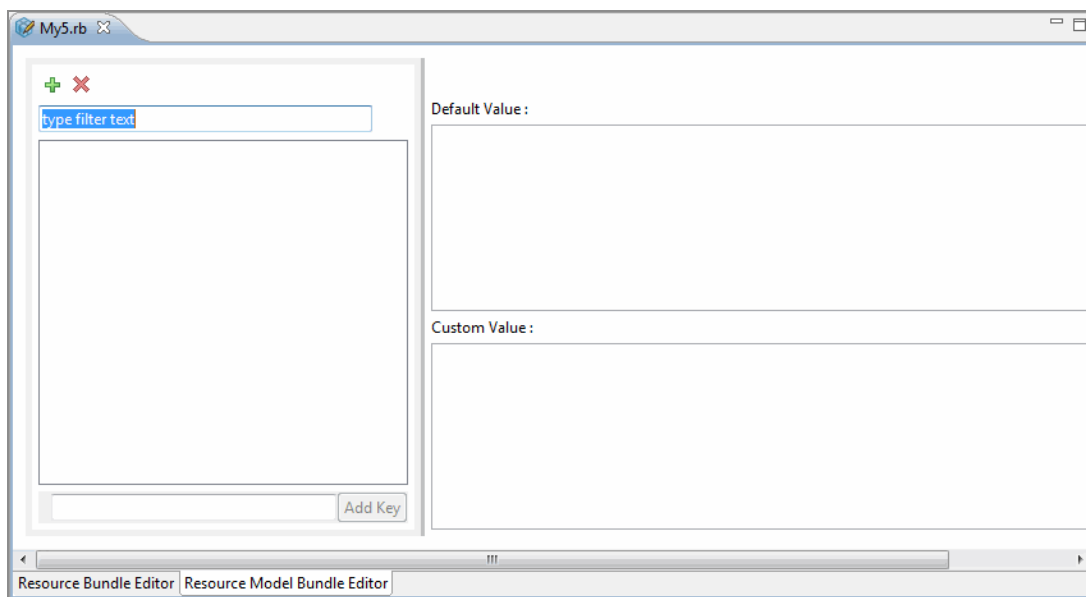 My5.rb
type filter text
Default Value :
Custom Value :
Add Key
Resource Bundle Editor Resource Model Bundle Editor